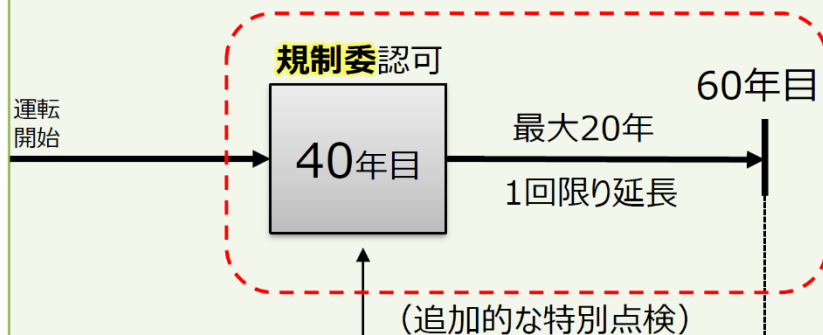 規制委認可
運転
開始
40年目
最大20年
1回限り延長
60年目
（追加的な特別点検）